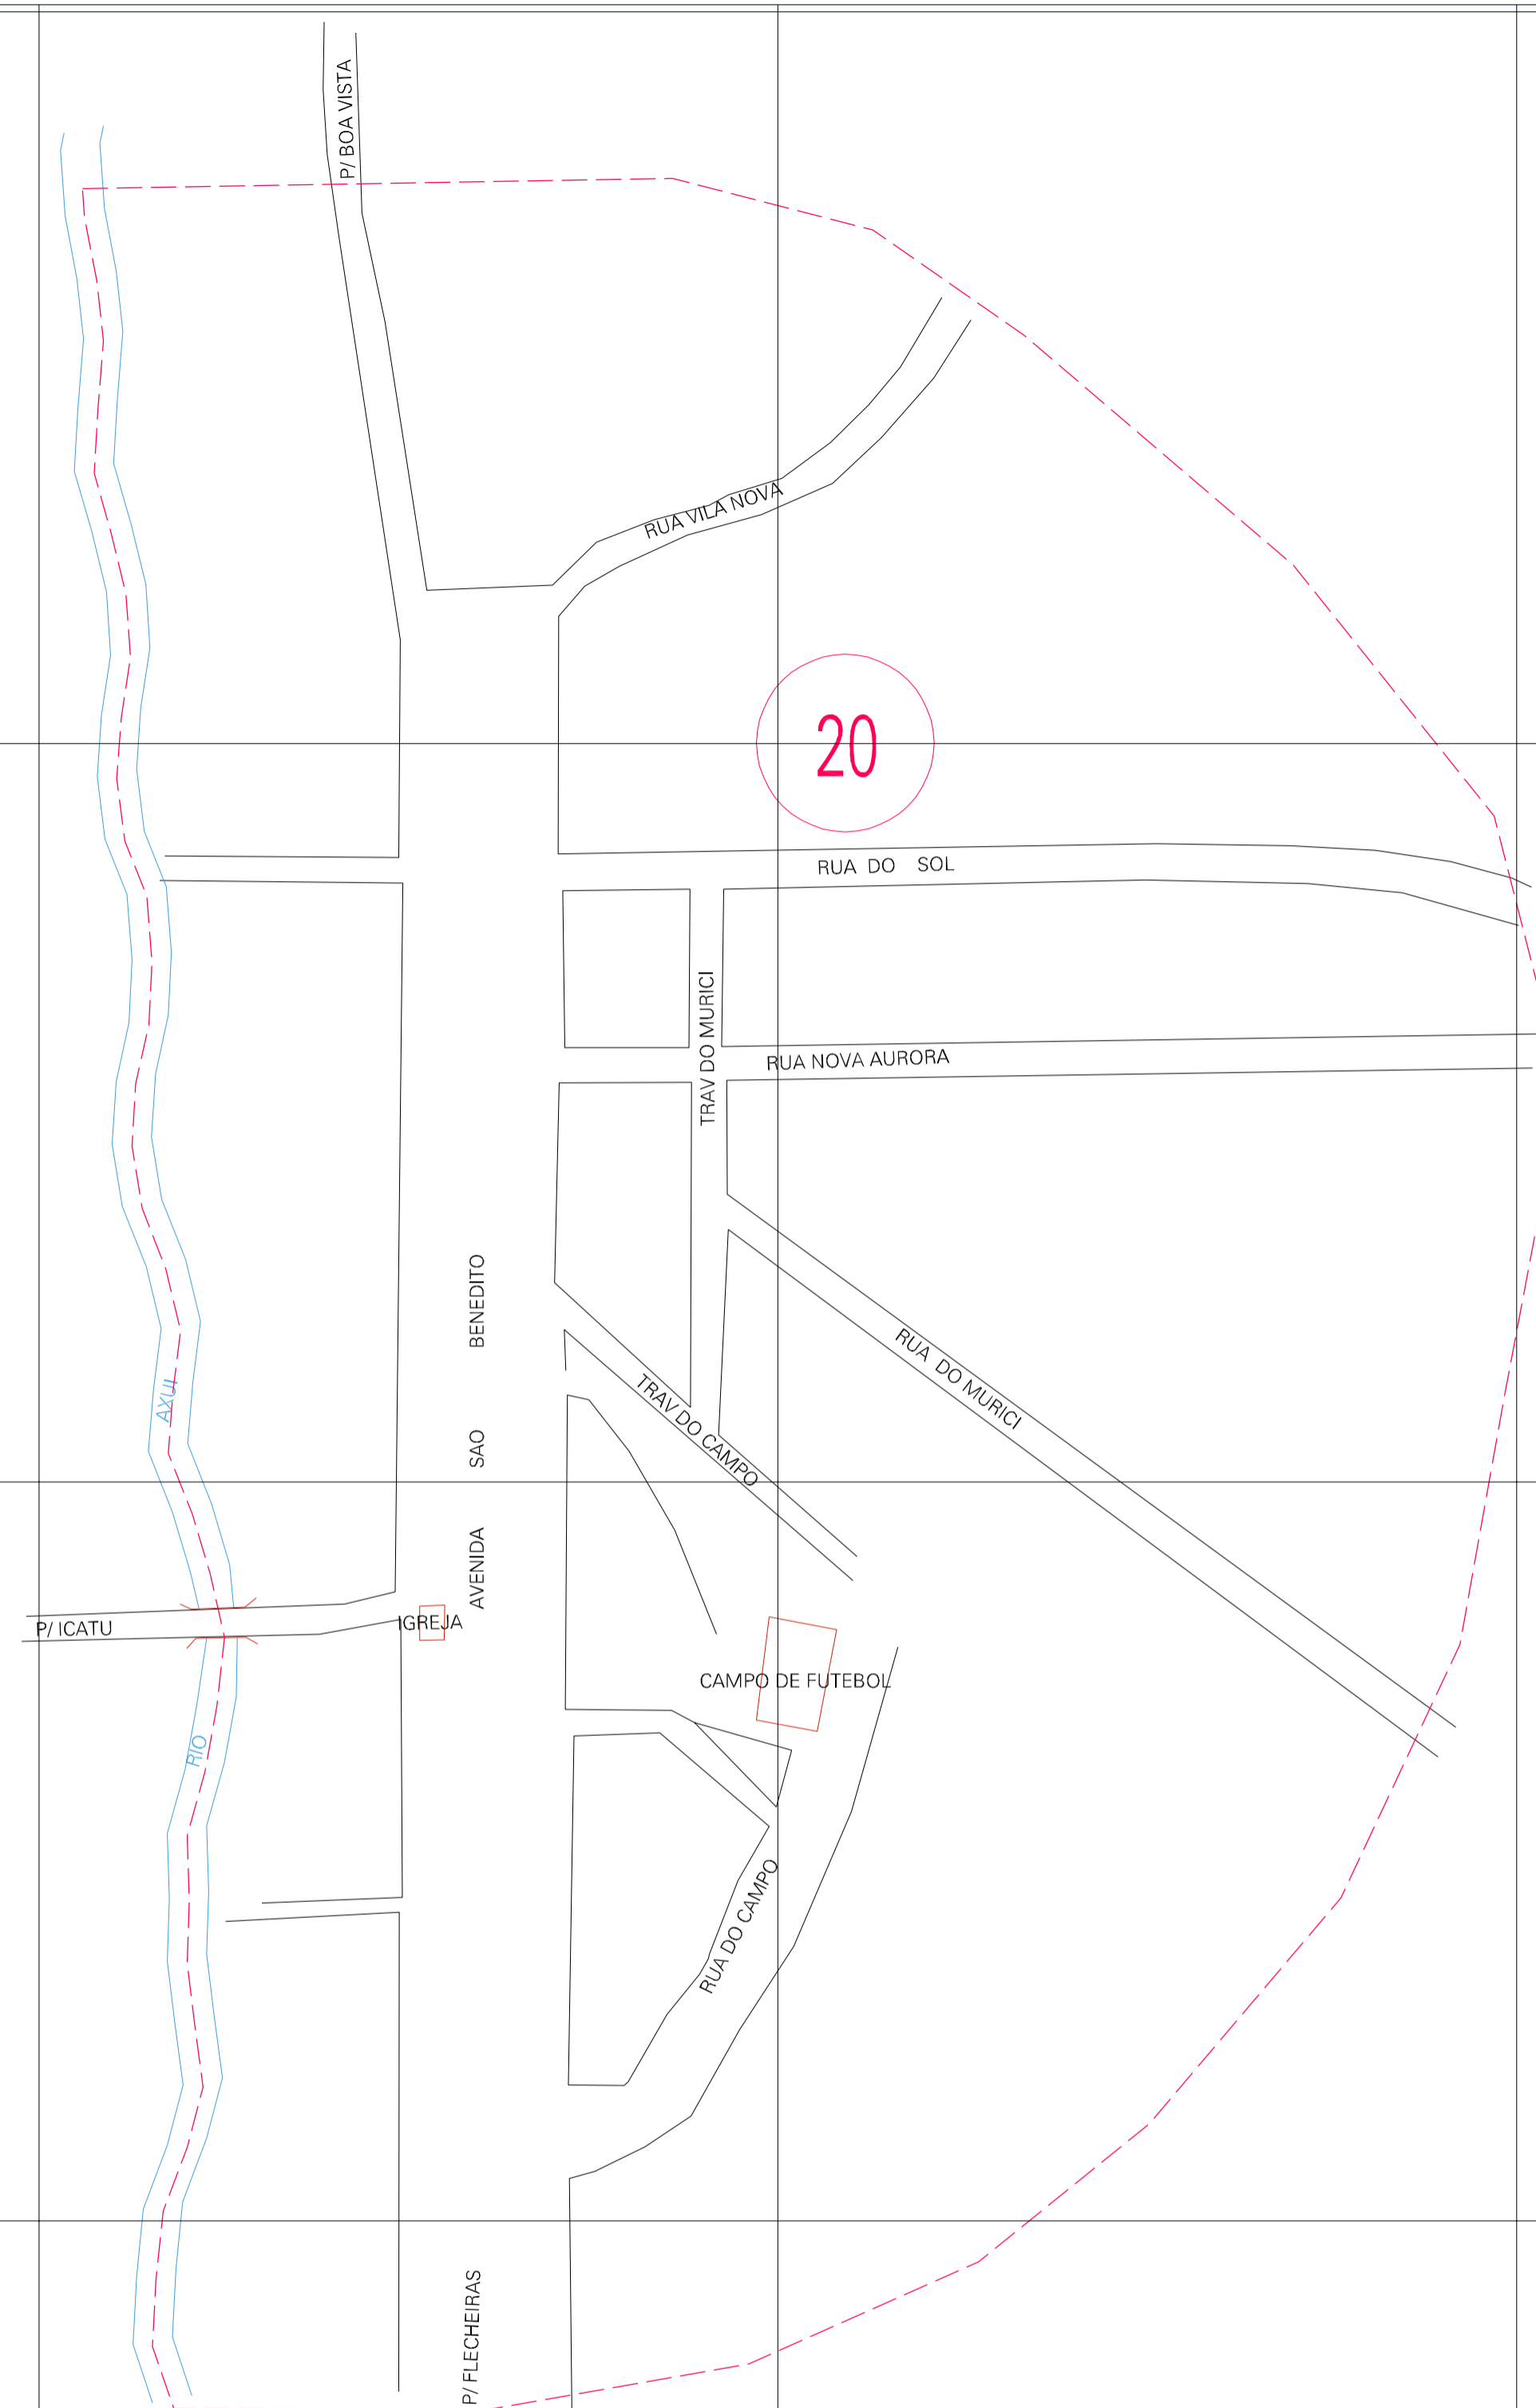 P/ BOA VISTA
RUA VILA NOVA
20
RUA DO SOL
TRAV DO MURICI
RUA NOVA AURORA
AVENIDA SAO BENEDITO
RUA DO MURICI
TRAV DO CAMPO
RIO AXUI
P/ ICATU
IGREJA
CAMPO DE FUTEBOL
RUA DO CAMPO
P/ FLECHEIRAS